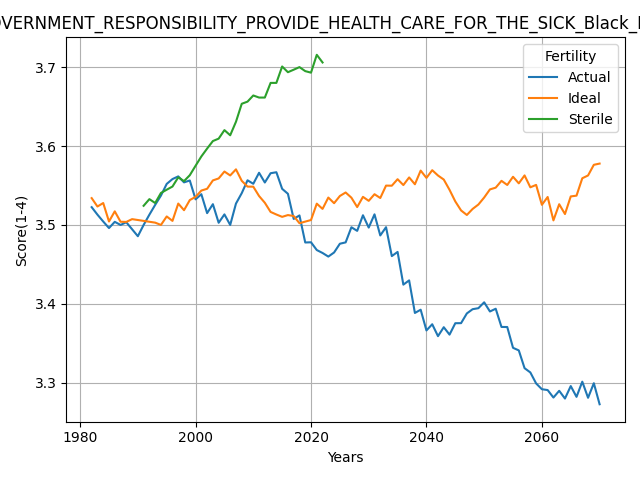 OVERNMENT_RESPONSIBILITY_PROVIDE_HEALTH_CARE_FOR_THE_SICK_Black_
3.7
3.6
3.5
3.4
3.3
Score(1-4)
Fertility
Actual
Ideal
Sterile
1980 2000 2020 2040 2060
Years